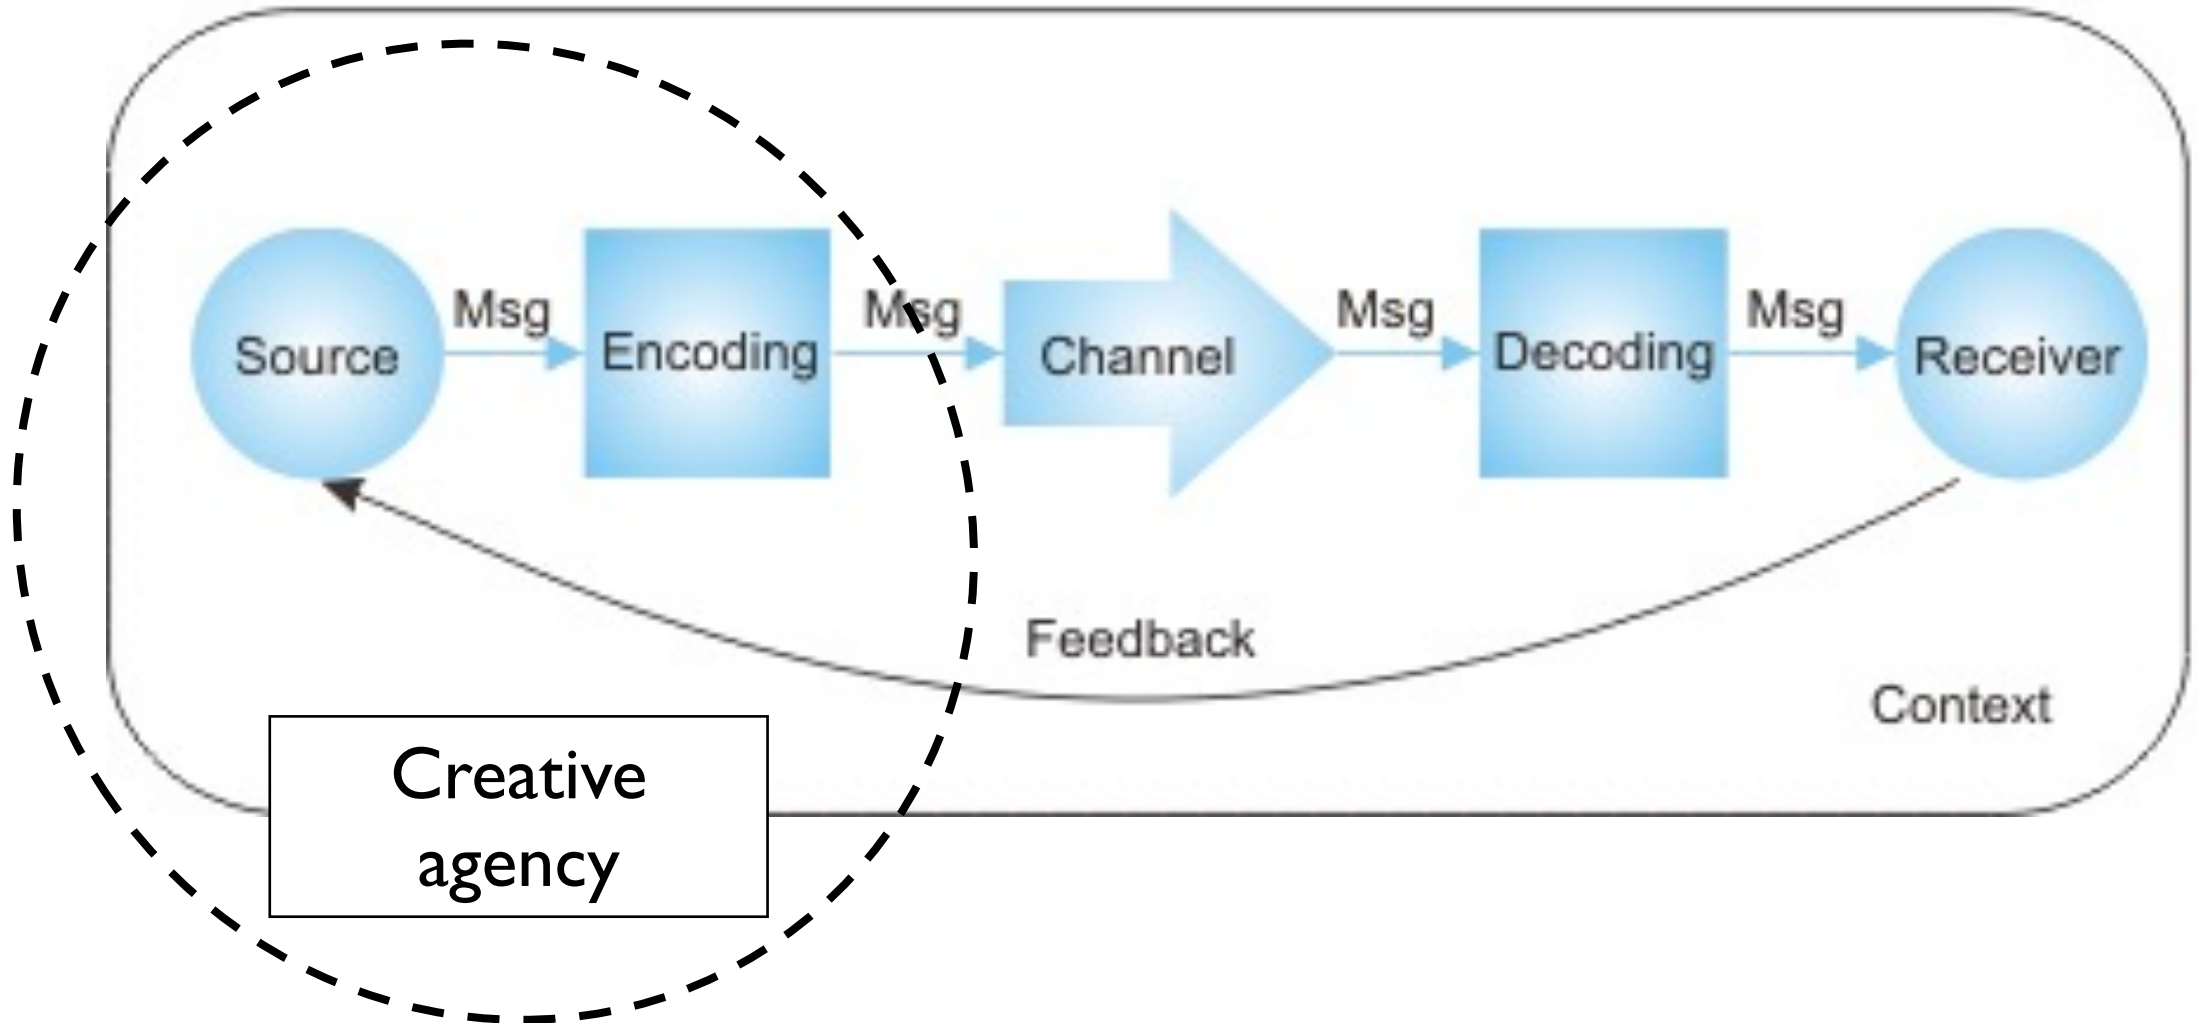 Msg
Msg
Msg
Msg
Source
Encoding
Channel
Decoding
Receiver
Feedback
Context
Creative
agency